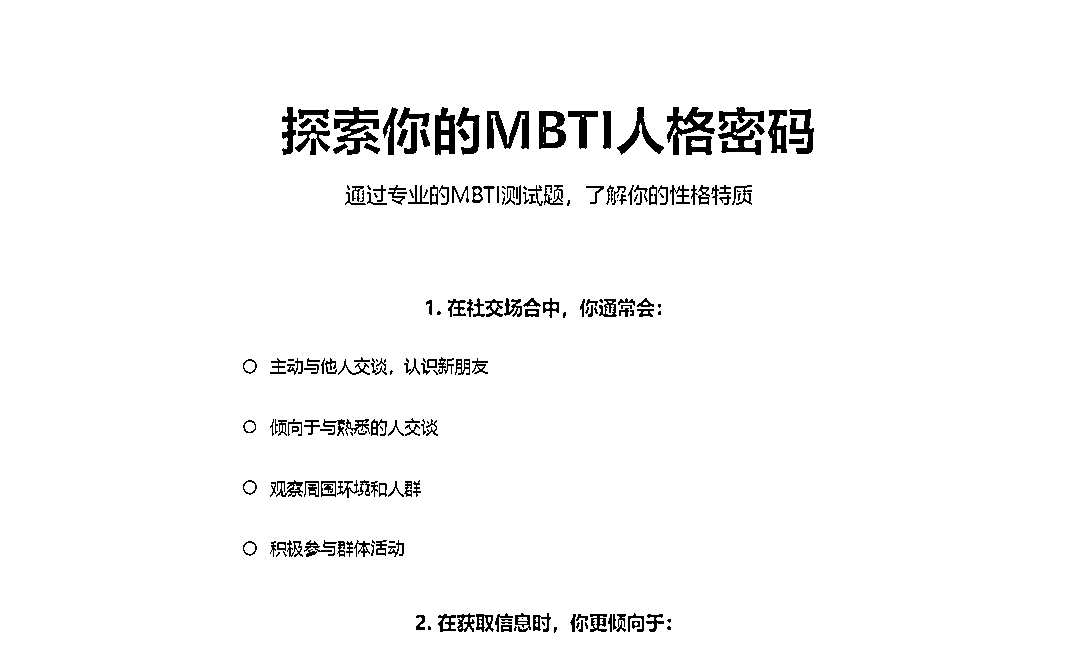 探索你的MBTI人格密码
通过专业的MBTI测试题，了解你的性格特质
1. 在社交场合中，你通常会：
主动与他人交谈，认识新朋友
倾向于与熟悉的人交谈
观察周围环境和人群
积极参与群体活动
2. 在获取信息时，你更倾向于：